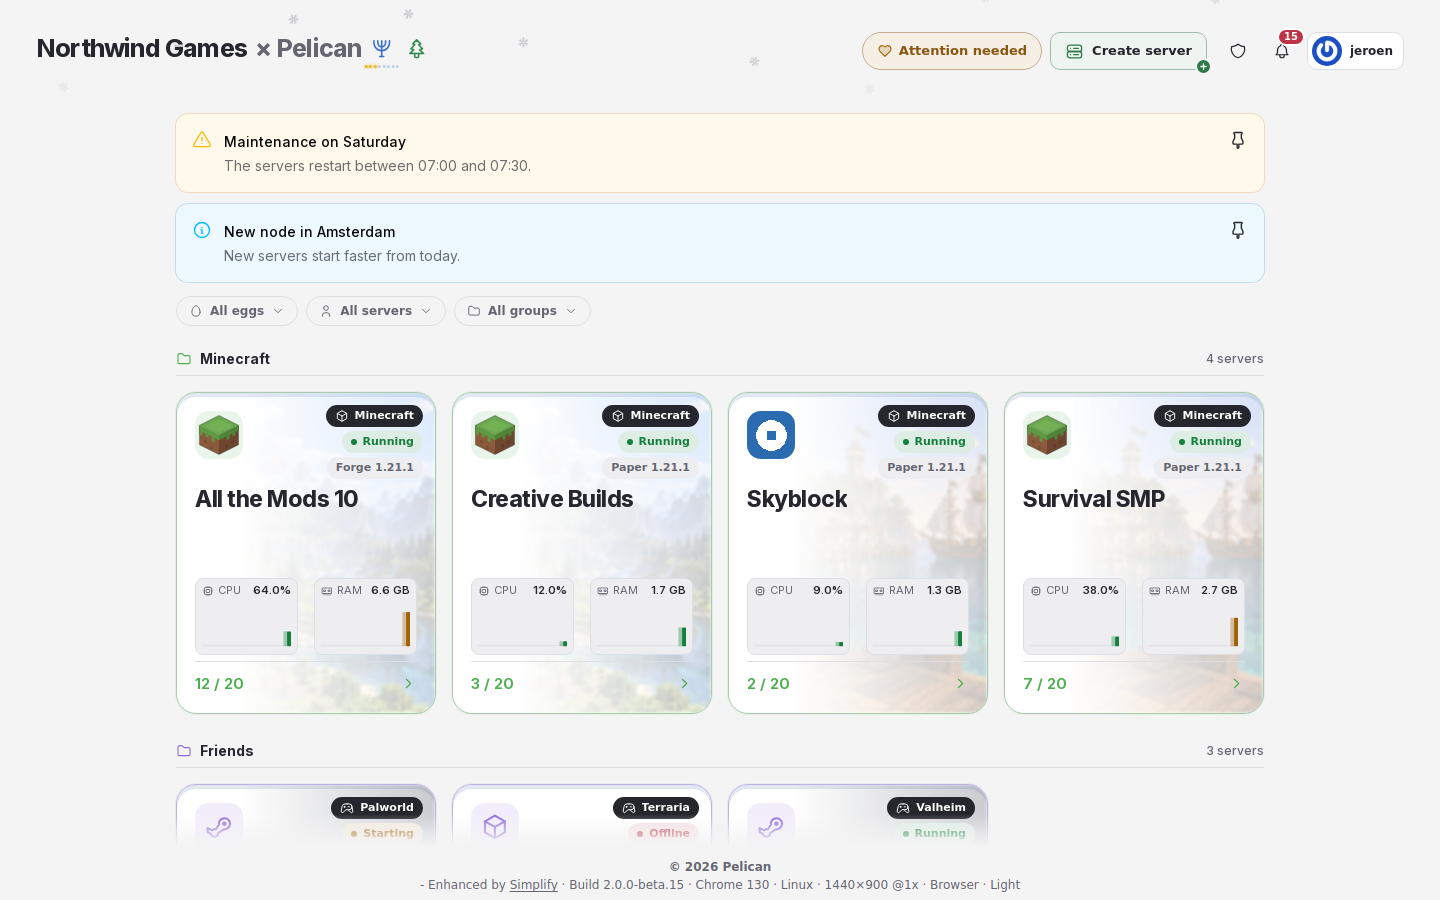 Northwind Games × Pelican
Attention needed
Create server
15
jeroen
Maintenance on Saturday
The servers restart between 07:00 and 07:30.
New node in Amsterdam
New servers start faster from today.
All eggs
All servers
All groups
Minecraft
4 servers
Minecraft
Running
Forge 1.21.1
All the Mods 10
CPU 64.0%
RAM 6.6 GB
12 / 20
Minecraft
Running
Paper 1.21.1
Creative Builds
CPU 12.0%
RAM 1.7 GB
3 / 20
Minecraft
Running
Paper 1.21.1
Skyblock
CPU 9.0%
RAM 1.3 GB
2 / 20
Minecraft
Running
Paper 1.21.1
Survival SMP
CPU 38.0%
RAM 2.7 GB
7 / 20
Friends
3 servers
Palworld
Starting
Terraria
Offline
Valheim
Running
© 2026 Pelican
- Enhanced by Simplify · Build 2.0.0-beta.15 · Chrome 130 · Linux · 1440×900 @1x · Browser · Light